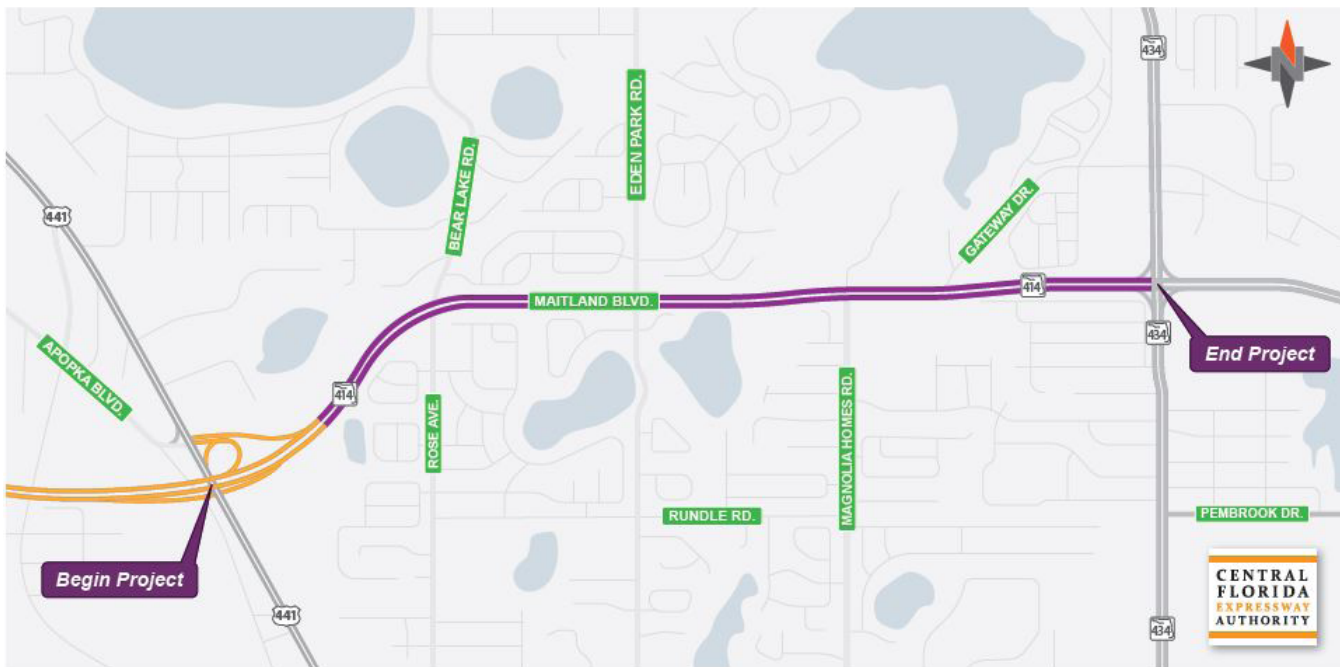 434
441
BEAR LAKE RD.
EDEN PARK RD.
GATEWAY DR.
MAITLAND BLVD.
414
434
End Project
APOPKA BLVD.
414
ROSE AVE.
MAGNOLIA HOMES RD.
RUNDLE RD.
PEMBROOK DR.
Begin Project
441
434
CENTRAL
FLORIDA
EXPRESSWAY
AUTHORITY
N